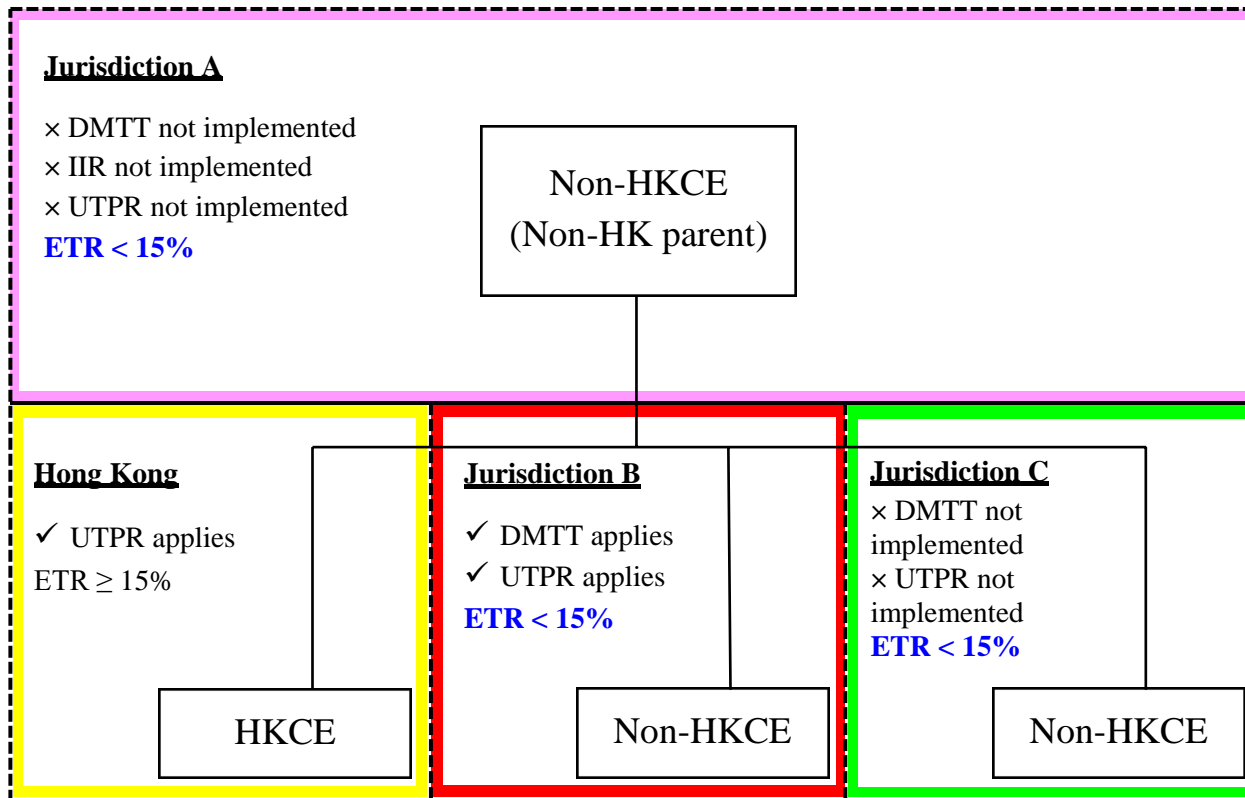 Jurisdiction A
× DMTT not implemented
× IIR not implemented
× UTPR not implemented
ETR < 15%
Non-HKCE
(Non-HK parent)
Hong Kong
✓ UTPR applies
ETR ≥ 15%
HKCE
Jurisdiction B
✓ DMTT applies
✓ UTPR applies
ETR < 15%
Non-HKCE
Jurisdiction C
× DMTT not
implemented
× UTPR not
implemented
ETR < 15%
Non-HKCE